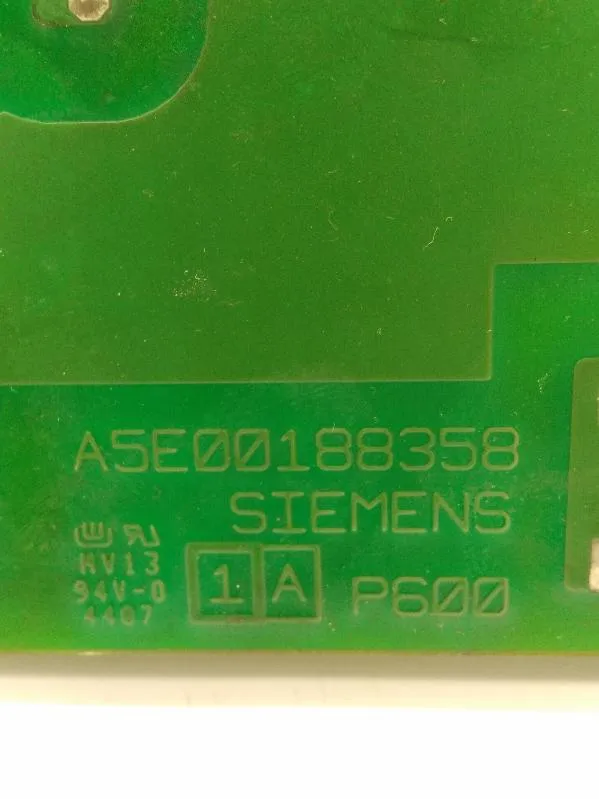 A5E00188358
SIEMENS
HV13
94V-0
4407
1 A
P600